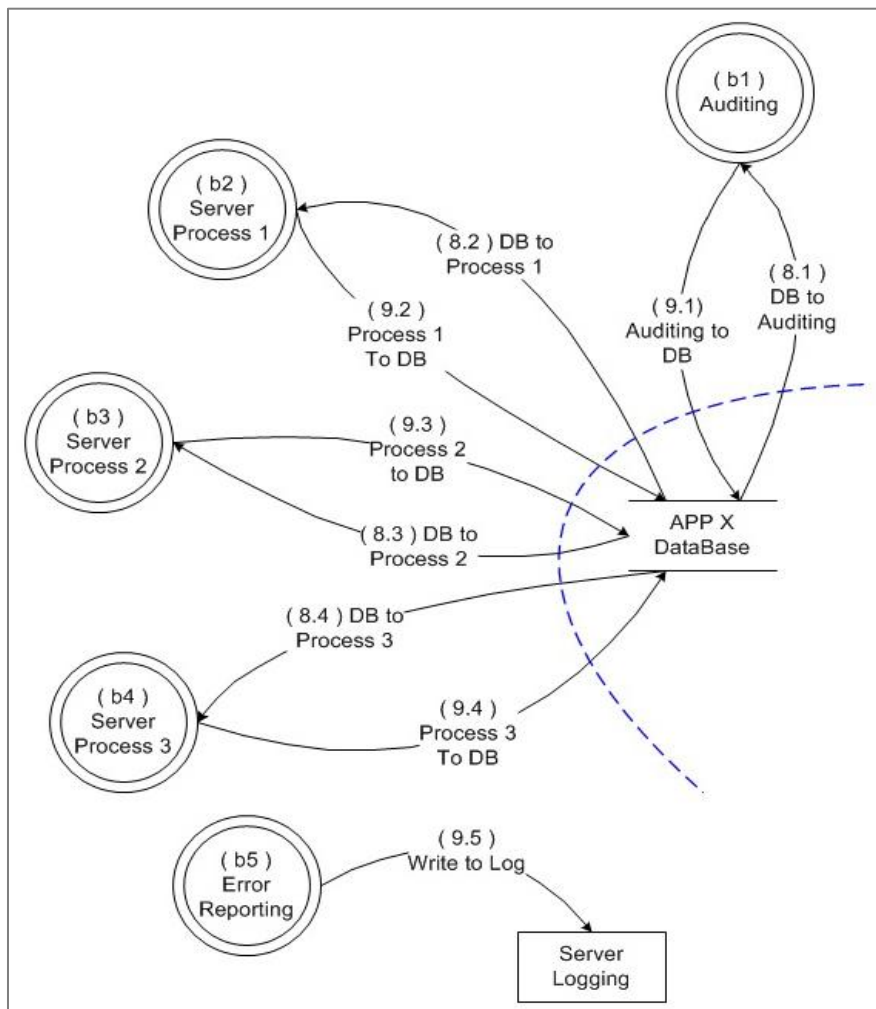 ( b1 )
Auditing
( b2 )
Server
Process 1
( 8.2 ) DB to
Process 1
( 8.1 )
DB to
Auditing
( 9.1)
Auditing to
DB
( 9.2 )
Process 1
To DB
( b3 )
Server
Process 2
( 9.3 )
Process 2
to DB
( 8.3 ) DB to
Process 2
APP X
DataBase
( 8.4 ) DB to
Process 3
( b4 )
Server
Process 3
( 9.4 )
Process 3
To DB
( b5 )
Error
Reporting
( 9.5 )
Write to Log
Server
Logging